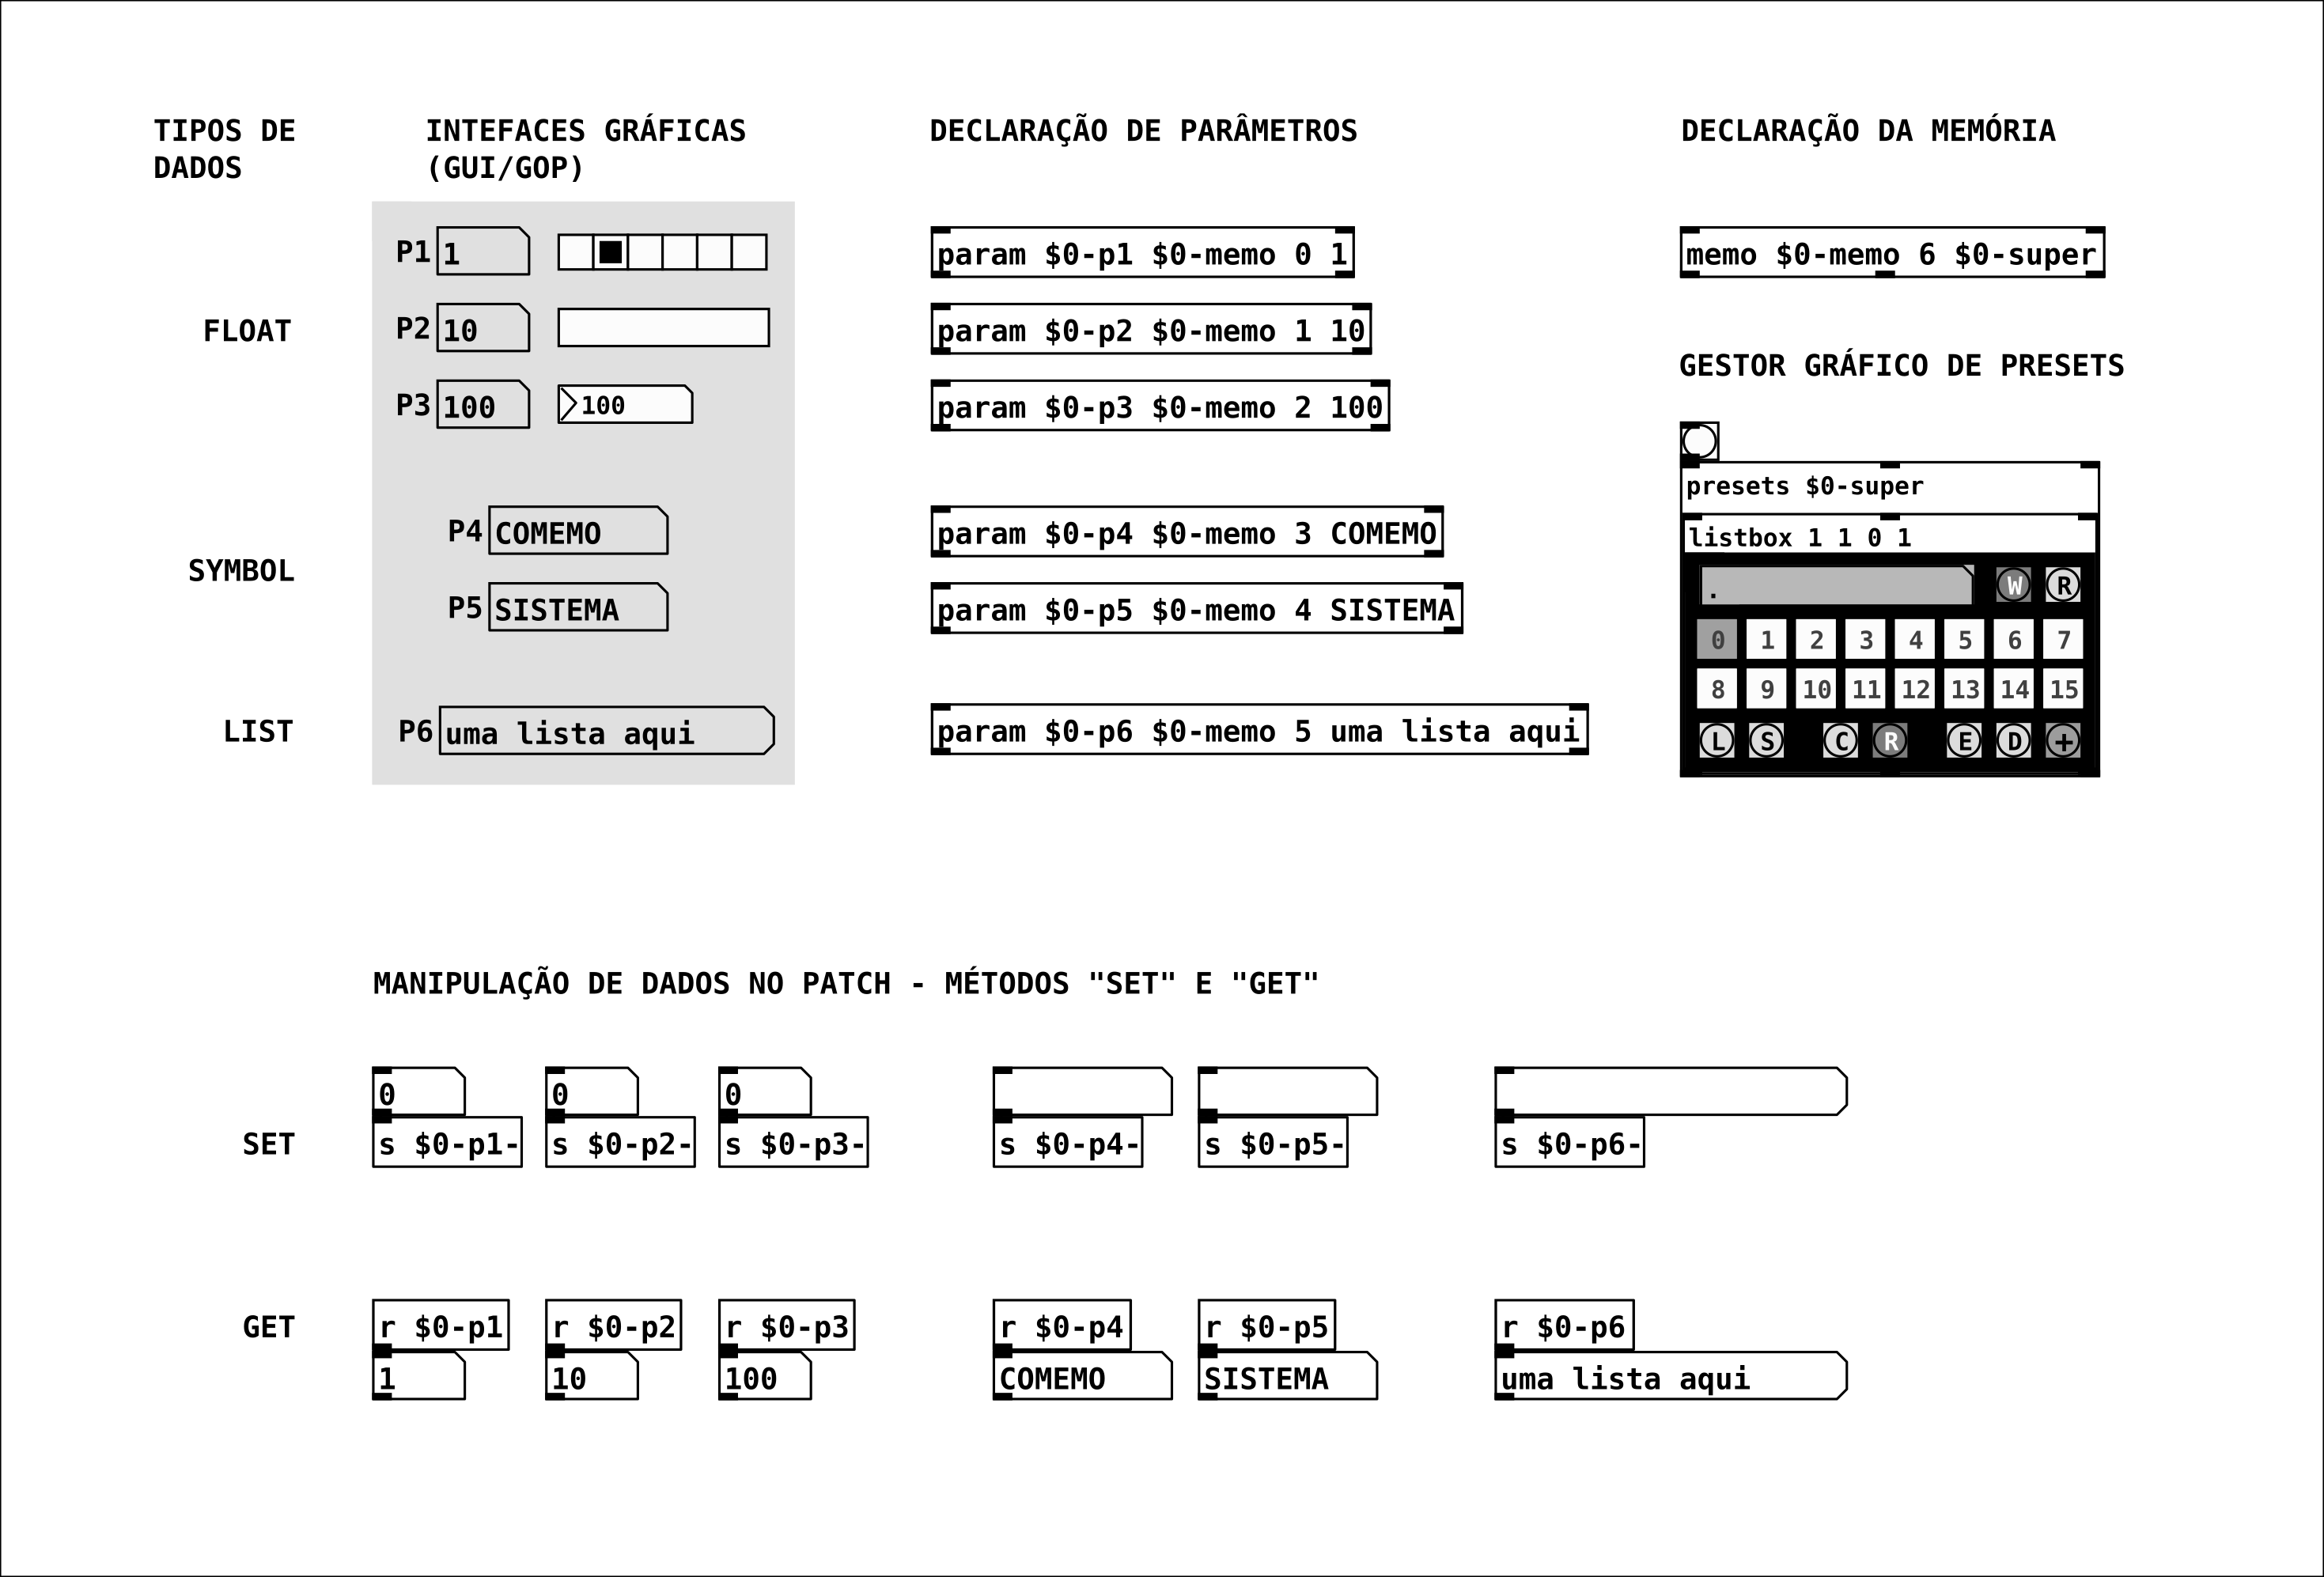 TIPOS DE
DADOS
INTEFACES GRÁFICAS
(GUI/GOP)
DECLARAÇÃO DE PARÂMETROS
DECLARAÇÃO DA MEMÓRIA
FLOAT
P1 1
P2 10
P3 100 100
SYMBOL
P4 COMEMO
P5 SISTEMA
LIST
P6 uma lista aqui
param $0-p1 $0-memo 0 1
param $0-p2 $0-memo 1 10
param $0-p3 $0-memo 2 100
param $0-p4 $0-memo 3 COMEMO
param $0-p5 $0-memo 4 SISTEMA
param $0-p6 $0-memo 5 uma lista aqui
memo $0-memo 6 $0-super
GESTOR GRÁFICO DE PRESETS
presets $0-super
listbox 1 1 0 1
. W R
0 1 2 3 4 5 6 7
8 9 10 11 12 13 14 15
L S C R E D +
MANIPULAÇÃO DE DADOS NO PATCH - MÉTODOS "SET" E "GET"
0 0 0
SET
s $0-p1- s $0-p2- s $0-p3- s $0-p4- s $0-p5- s $0-p6-
GET
r $0-p1 r $0-p2 r $0-p3 r $0-p4 r $0-p5 r $0-p6
1 10 100 COMEMO SISTEMA uma lista aqui